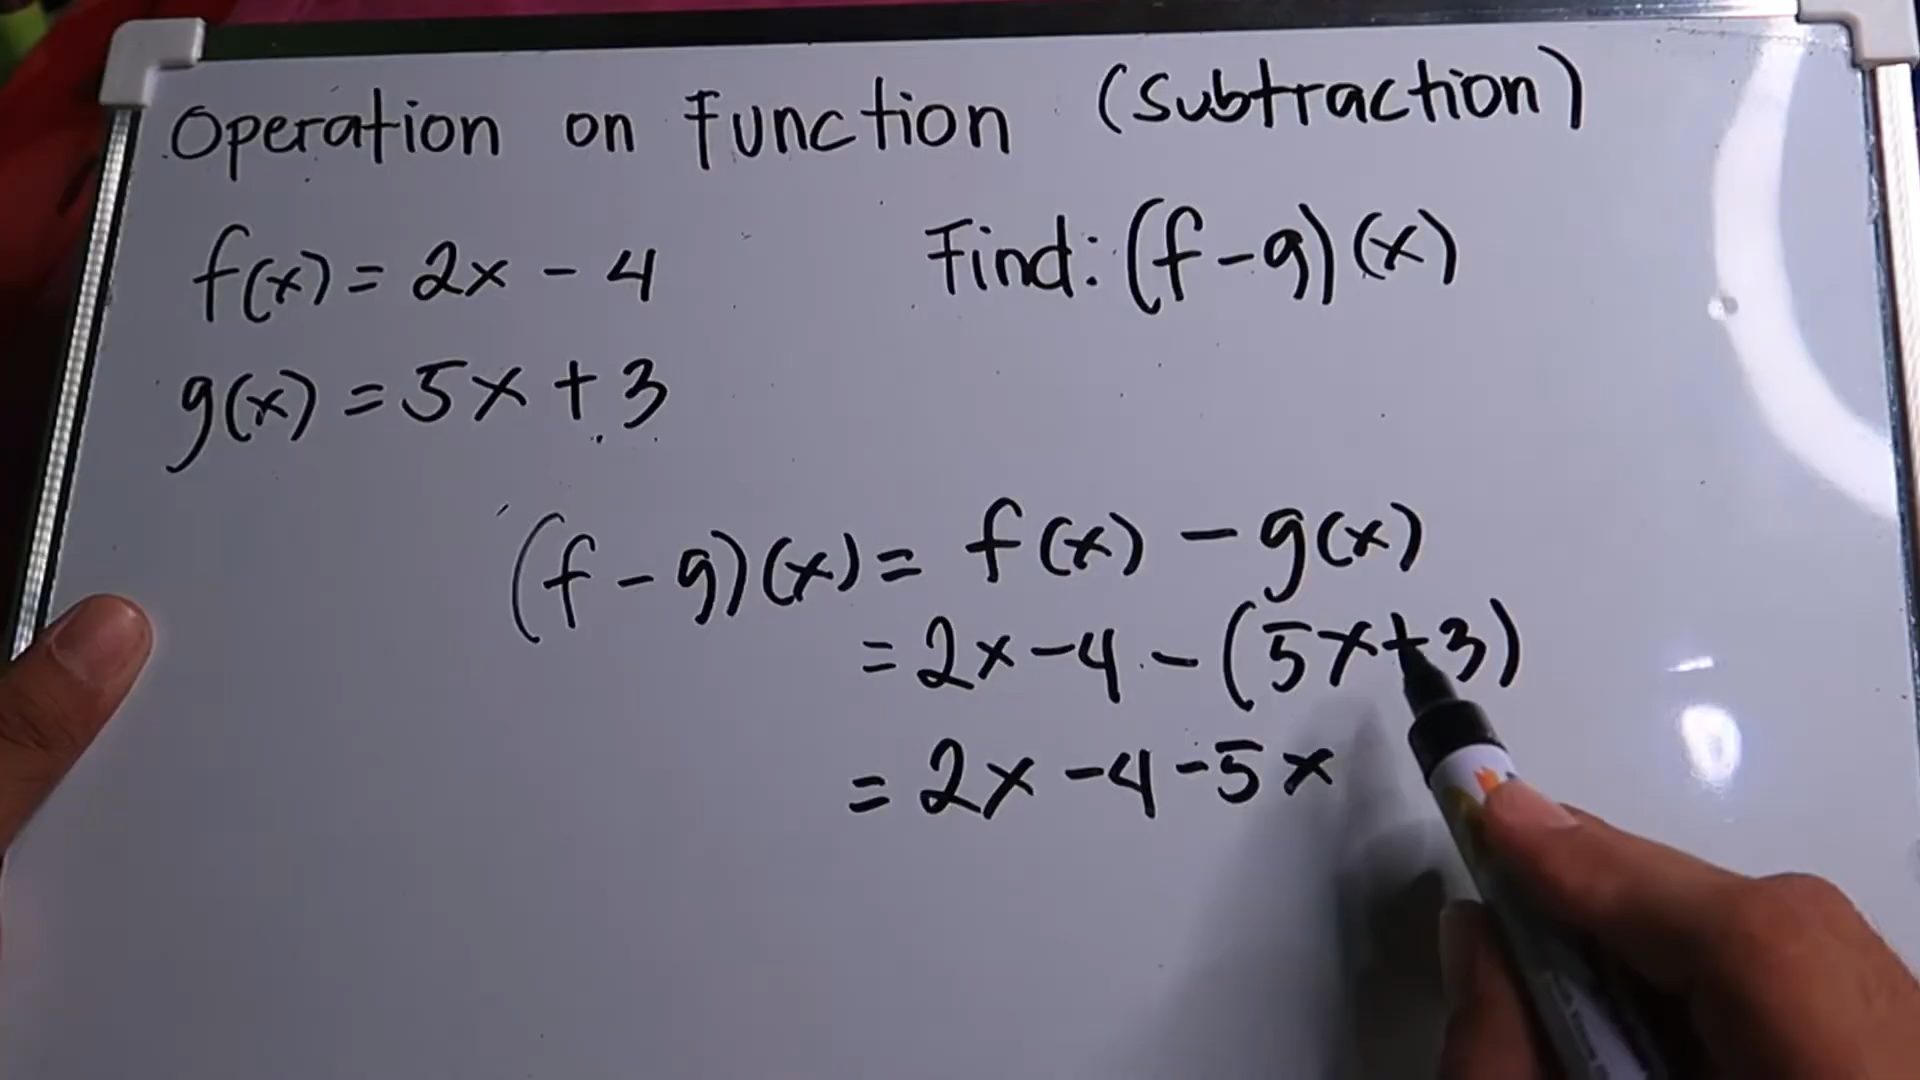 Operation on Function (Subtraction)
f(x) = 2x - 4
Find: (f-g)(x)
g(x) = 5x + 3
(f-g)(x) = f(x) - g(x)
= 2x-4-(5x+3)
= 2x-4-5x